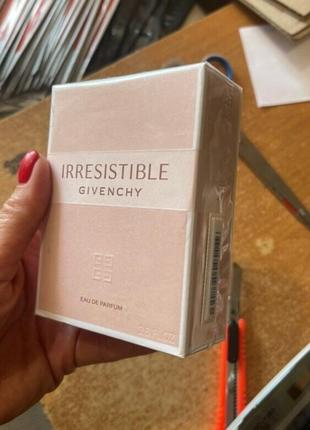 IRRESISTIBLE
GIVENCHY
EAU DE PARFUM